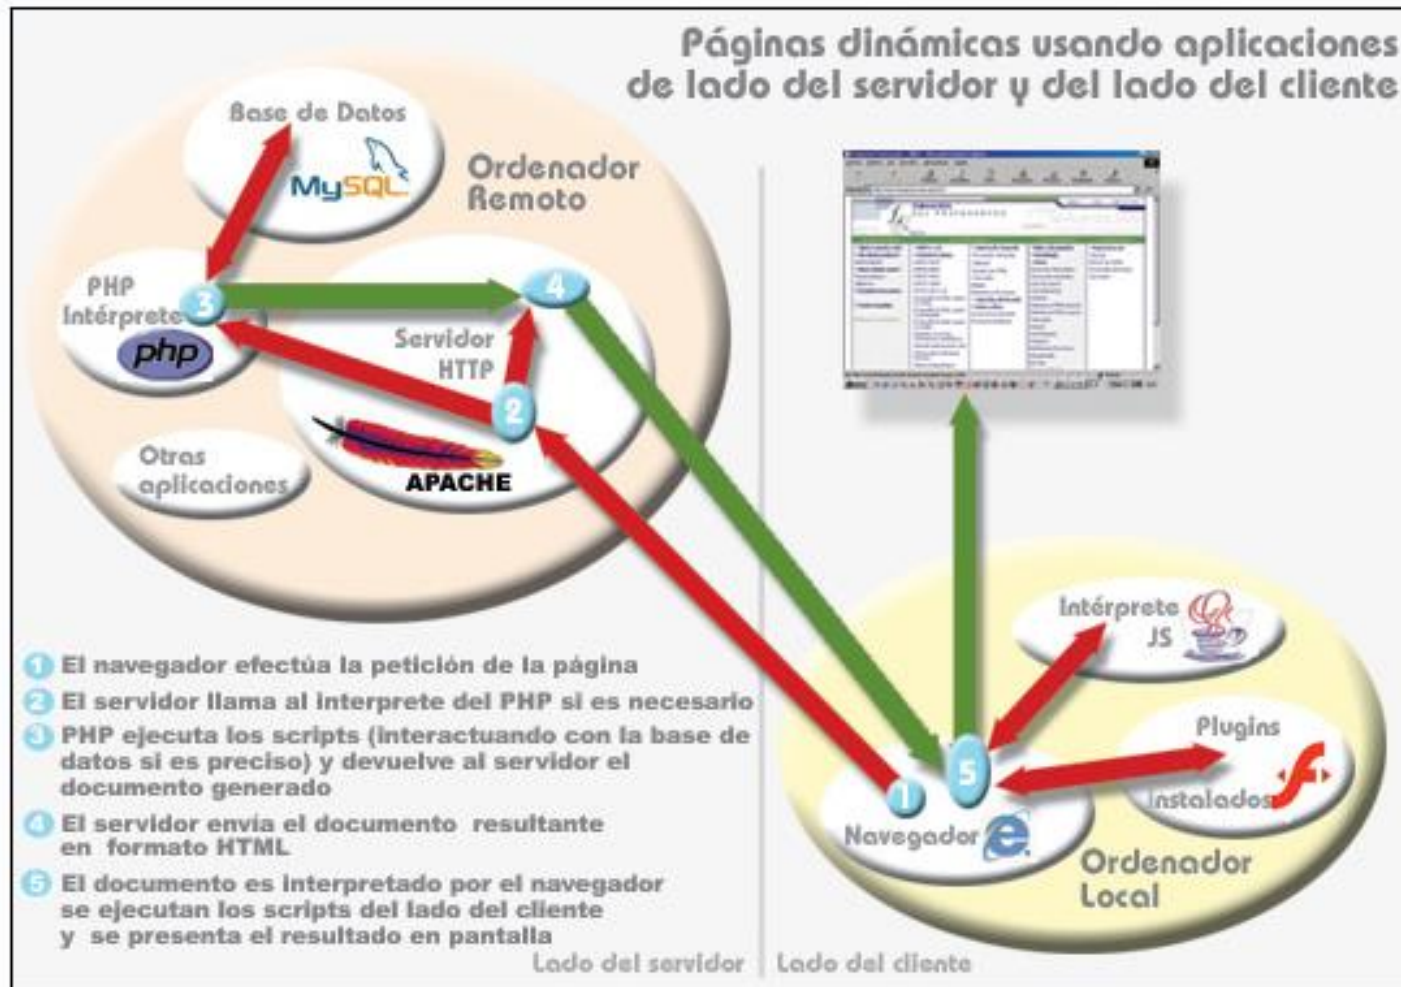 Páginas dinámicas usando aplicaciones
de lado del servidor y del lado del cliente
Base de Datos
MySQL
Ordenador
Remoto
PHP
Intérprete
3
php
4
Servidor
HTTP
2
APACHE
Otras
aplicaciones
Intérprete
JS
Plugins
Instalados
5
1
Navegador
Ordenador
Local
1 El navegador efectúa la petición de la página
2 El servidor llama al interprete del PHP si es necesario
3 PHP ejecuta los scripts (interactuando con la base de
datos si es preciso) y devuelve al servidor el
documento generado
4 El servidor envía el documento resultante
en formato HTML
5 El documento es interpretado por el navegador
se ejecutan los scripts del lado del cliente
y se presenta el resultado en pantalla
Lado del servidor
Lado del cliente